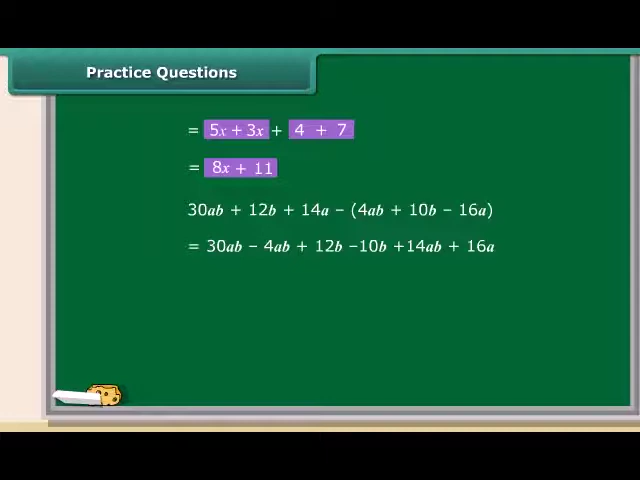 Practice Questions
= 5x + 3x + 4 + 7
= 8x + 11
30ab + 12b + 14a – (4ab + 10b – 16a)
= 30ab – 4ab + 12b –10b +14ab + 16a